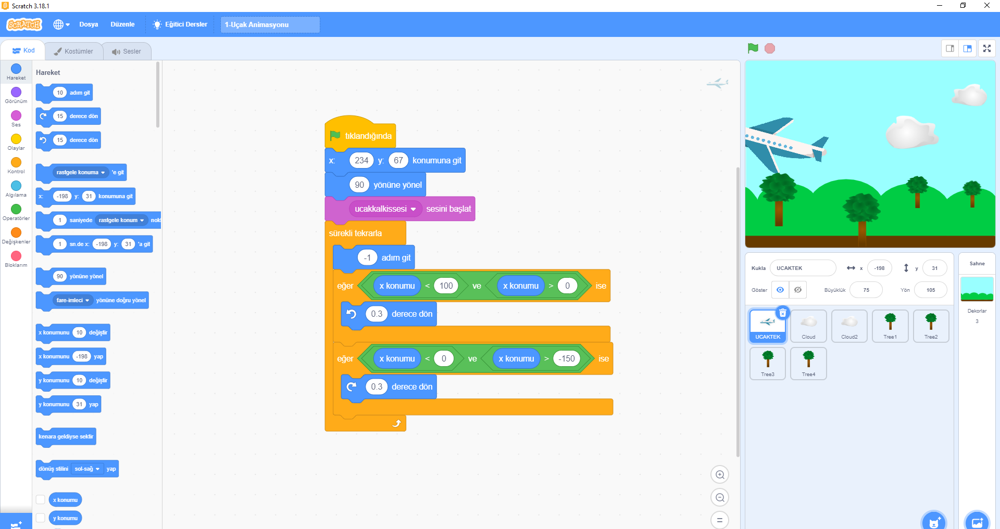 Scratch 3.18.1
SCRATCH Dosya Düzenle Eğitici Dersler 1-Uçak Animasyonu
Kod Kostümler Sesler
Hareket
Görünüm
Ses
Olaylar
Kontrol
Algılama
Operatörler
Değişkenler
Bloklarım
Hareket
10 adım git
15 derece dön
15 derece dön
rastgele konuma 'e git
x: -198 y: 31 konumuna git
1 saniyede rastgele konum nok
1 sn.de x: -198 y: 31 'a git
90 yönüne yönel
fare-imleci yönüne doğru yönel
x konumunu 10 değiştir
x konumunu -198 yap
y konumunu 10 değiştir
y konumunu 31 yap
kenara geldiyse sektir
dönüş stilini sol-sağ yap
x konumu
y konumu
tıklandığında
x: 234 y: 67 konumuna git
90 yönüne yönel
ucakkalkissesi sesini başlat
sürekli tekrarla
-1 adım git
eğer x konumu < 100 ve x konumu > 0 ise
0.3 derece dön
eğer x konumu < 0 ve x konumu > -150 ise
0.3 derece dön
Kukla UCAKTEK x -198 y 31
Göster Büyüklük 75 Yön 105
UCAKTEK Cloud Cloud2 Tree1 Tree2
Tree3 Tree4
Sahne
Dekorlar
3